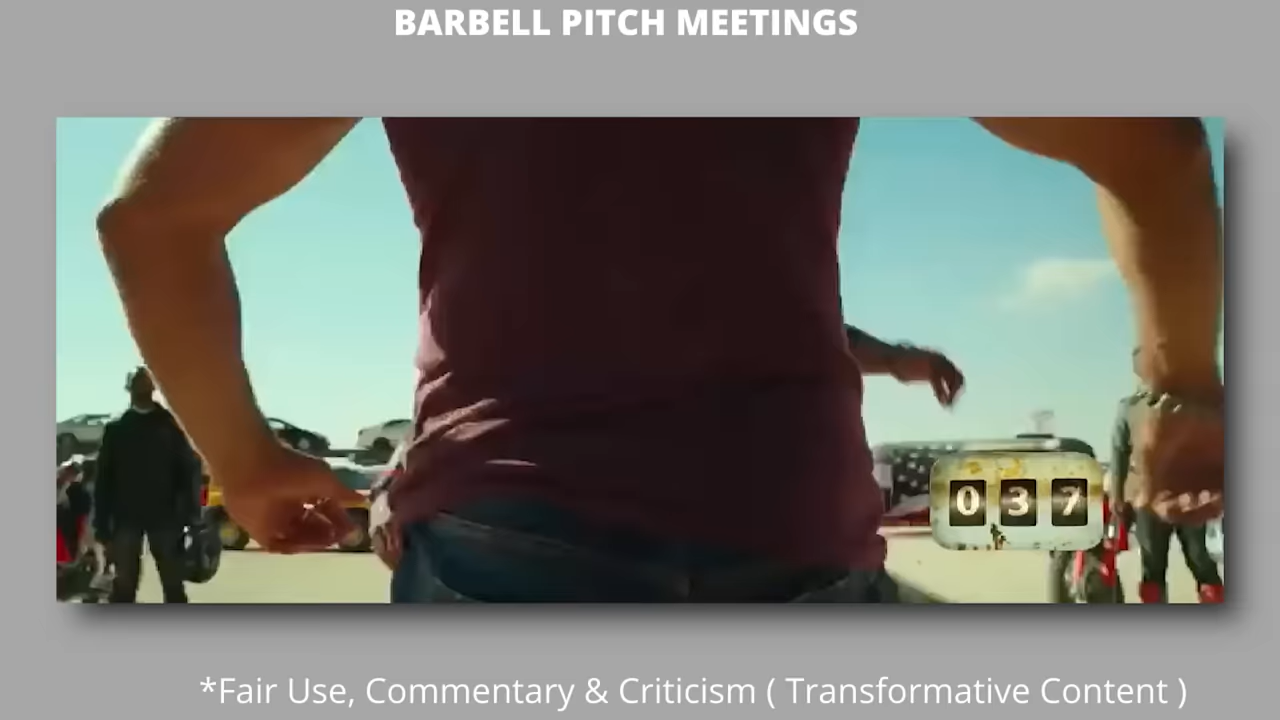 BARBELL PITCH MEETINGS
037
*Fair Use, Commentary & Criticism ( Transformative Content )